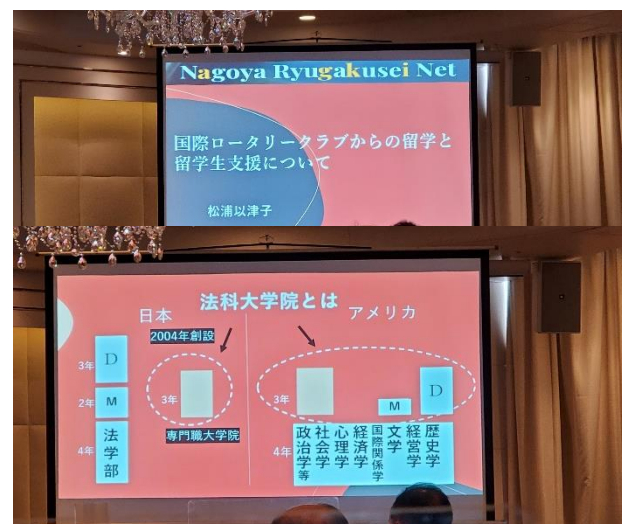 Nagoya Ryugakusei Net
国際ロータリークラブからの留学と
留学生支援について
松浦以津子
法科大学院とは
日本
アメリカ
2004年創設
3年
D
2年
M
4年
法学部
3年
専門職大学院
3年
M
D
4年
政治学等
社会学
心理学
経済学
国際関係学
文学
経営学
歴史学